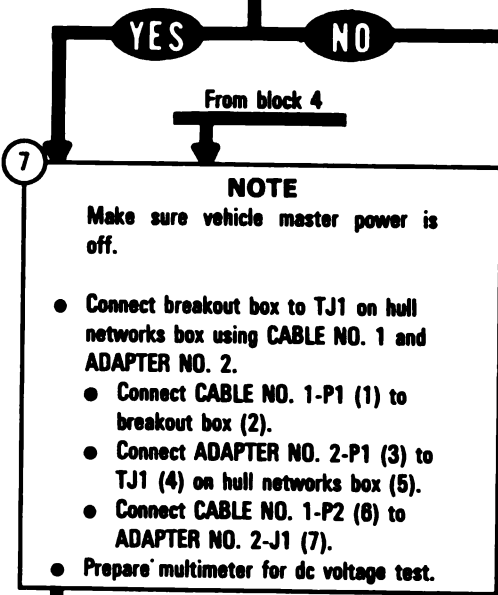 YES NO
From block 4
7
NOTE
Make sure vehicle master power is
off.
● Connect breakout box to TJ1 on hull
networks box using CABLE NO. 1 and
ADAPTER NO. 2.
● Connect CABLE NO. 1-P1 (1) to
breakout box (2).
● Connect ADAPTER NO. 2-P1 (3) to
TJ1 (4) on hull networks box (5).
● Connect CABLE NO. 1-P2 (6) to
ADAPTER NO. 2-J1 (7).
● Prepare multimeter for dc voltage test.